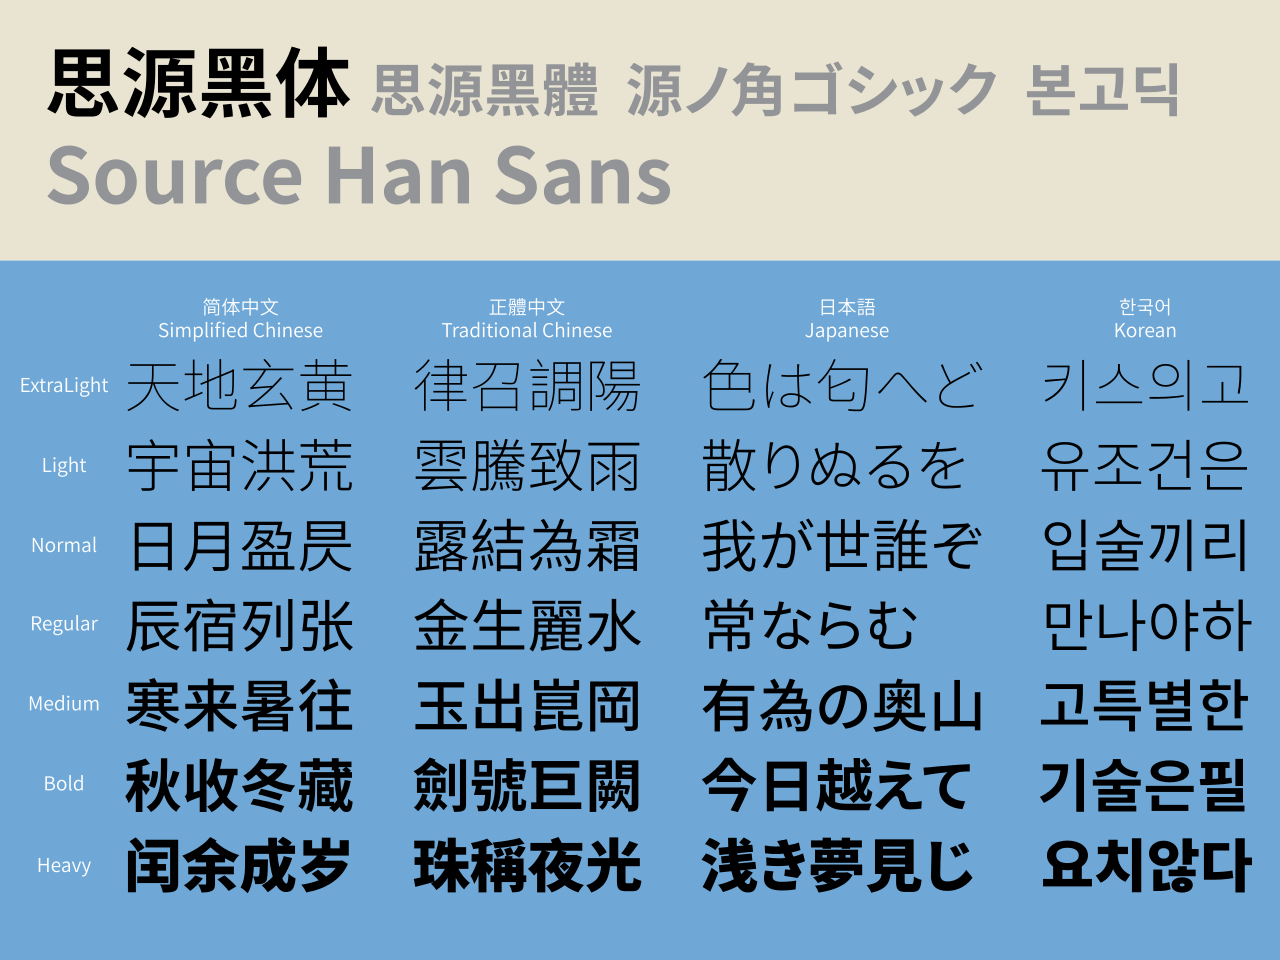 思源黑体 思源黑體 源ノ角ゴシック 본고딕
Source Han Sans
简体中文 正體中文 日本語 한국어
Simplified Chinese Traditional Chinese Japanese Korean
ExtraLight 天地玄黄 律召調陽 色は匂へど 키스의고
Light 宇宙洪荒 雲騰致雨 散りぬるを 유조건은
Normal 日月盈昃 露結為霜 我が世誰ぞ 입술끼리
Regular 辰宿列张 金生麗水 常ならむ 만나야하
Medium 寒来暑往 玉出崑岡 有為の奥山 고특별한
Bold 秋收冬藏 劍號巨闕 今日越えて 기술은필
Heavy 闰余成岁 珠稱夜光 浅き夢見じ 요치않다